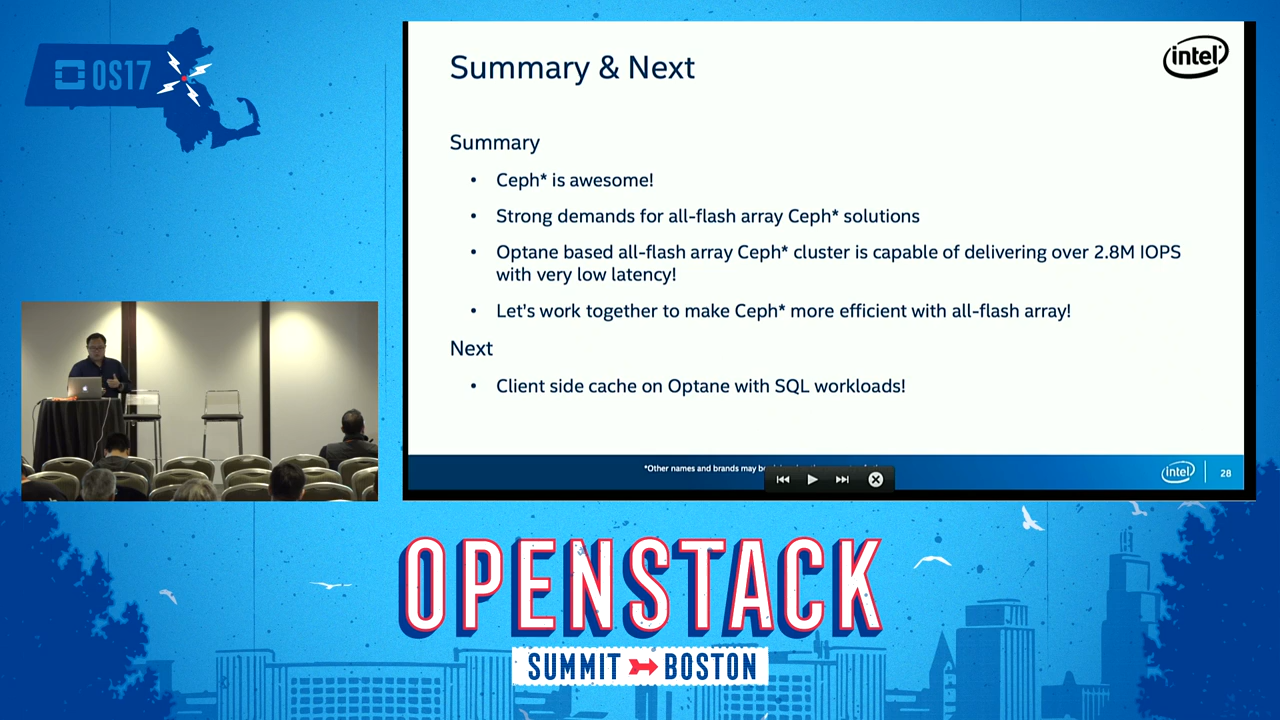 OS17
Summary & Next
intel
Summary
• Ceph* is awesome!
• Strong demands for all-flash array Ceph* solutions
• Optane based all-flash array Ceph* cluster is capable of delivering over 2.8M IOPS
with very low latency!
• Let's work together to make Ceph* more efficient with all-flash array!
Next
• Client side cache on Optane with SQL workloads!
*Other names and brands may
intel
28
OPENSTACK
SUMMIT BOSTON